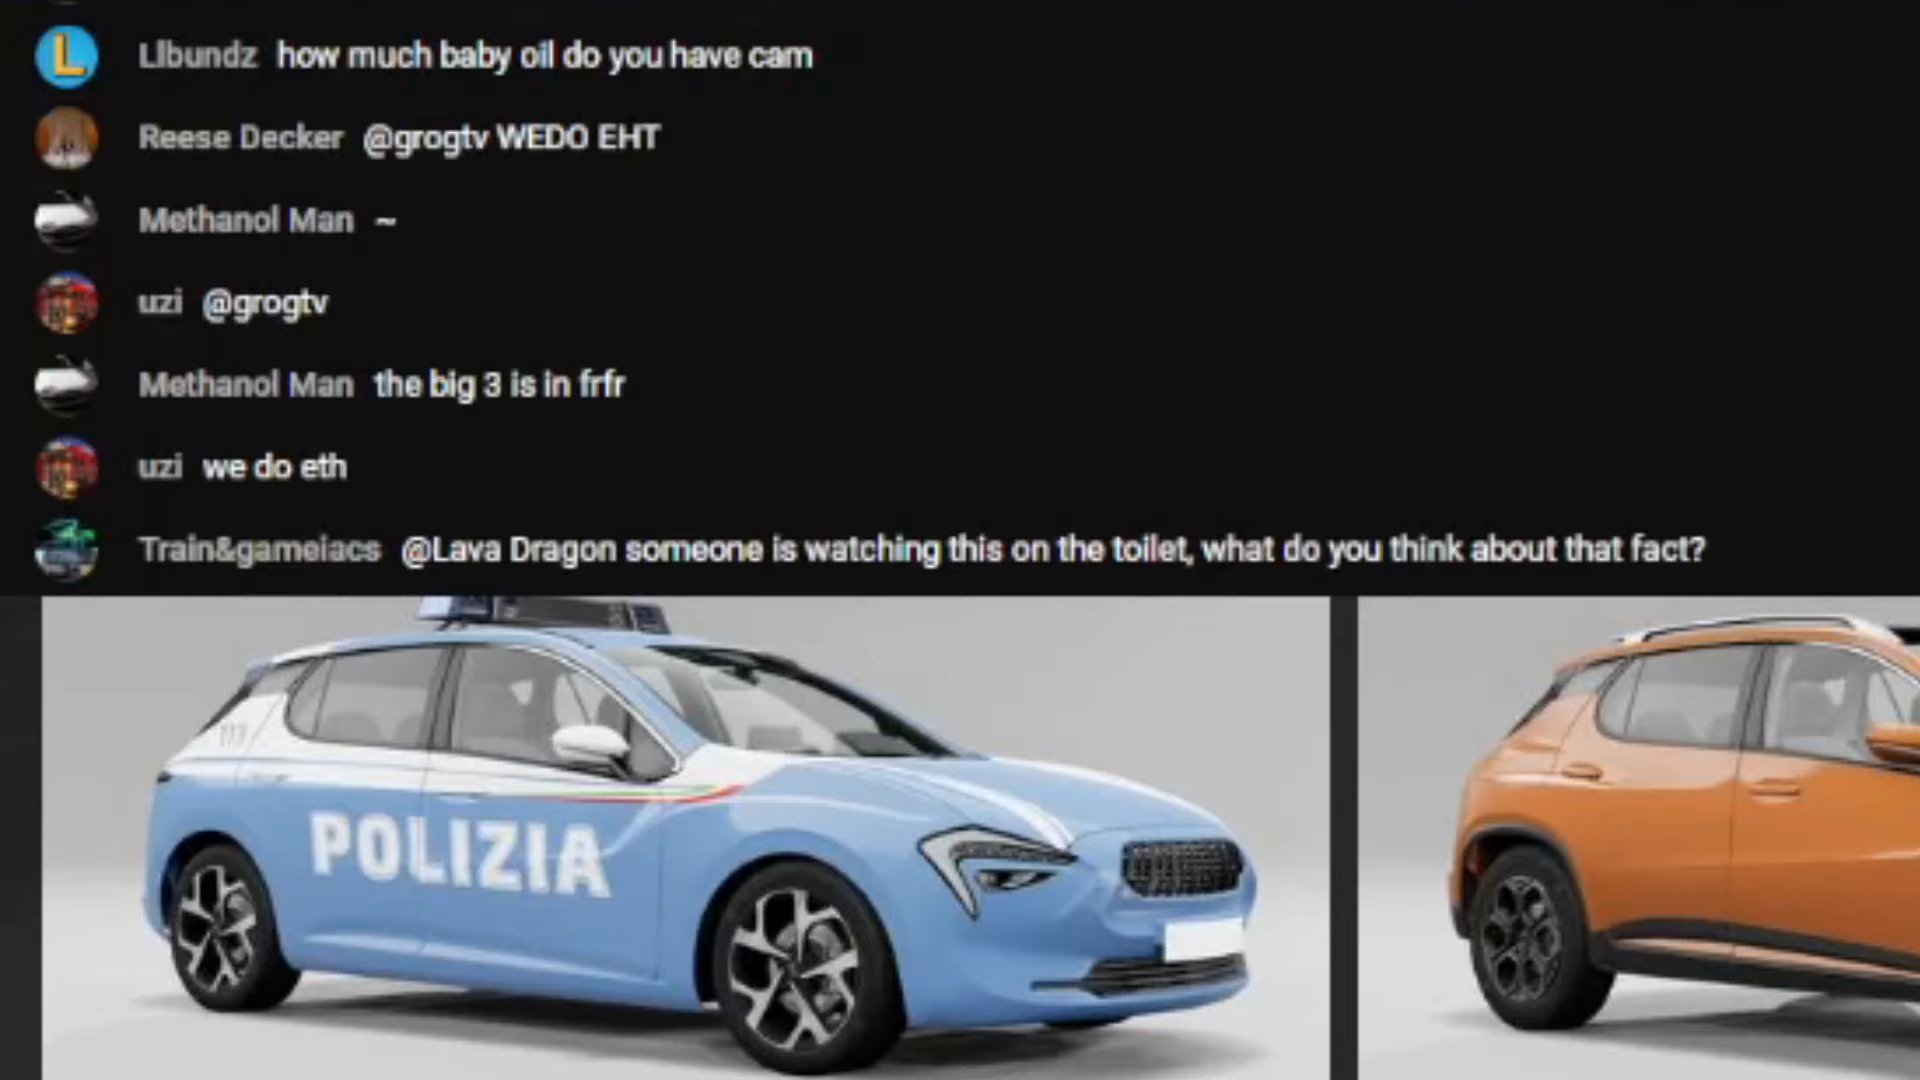 L
Llbundz how much baby oil do you have cam
Reese Decker @grogtv WEDO EHT
Methanol Man ~
uzi @grogtv
Methanol Man the big 3 is in frfr
uzi we do eth
Train&gameiacs @Lava Dragon someone is watching this on the toilet, what do you think about that fact?
113
POLIZIA